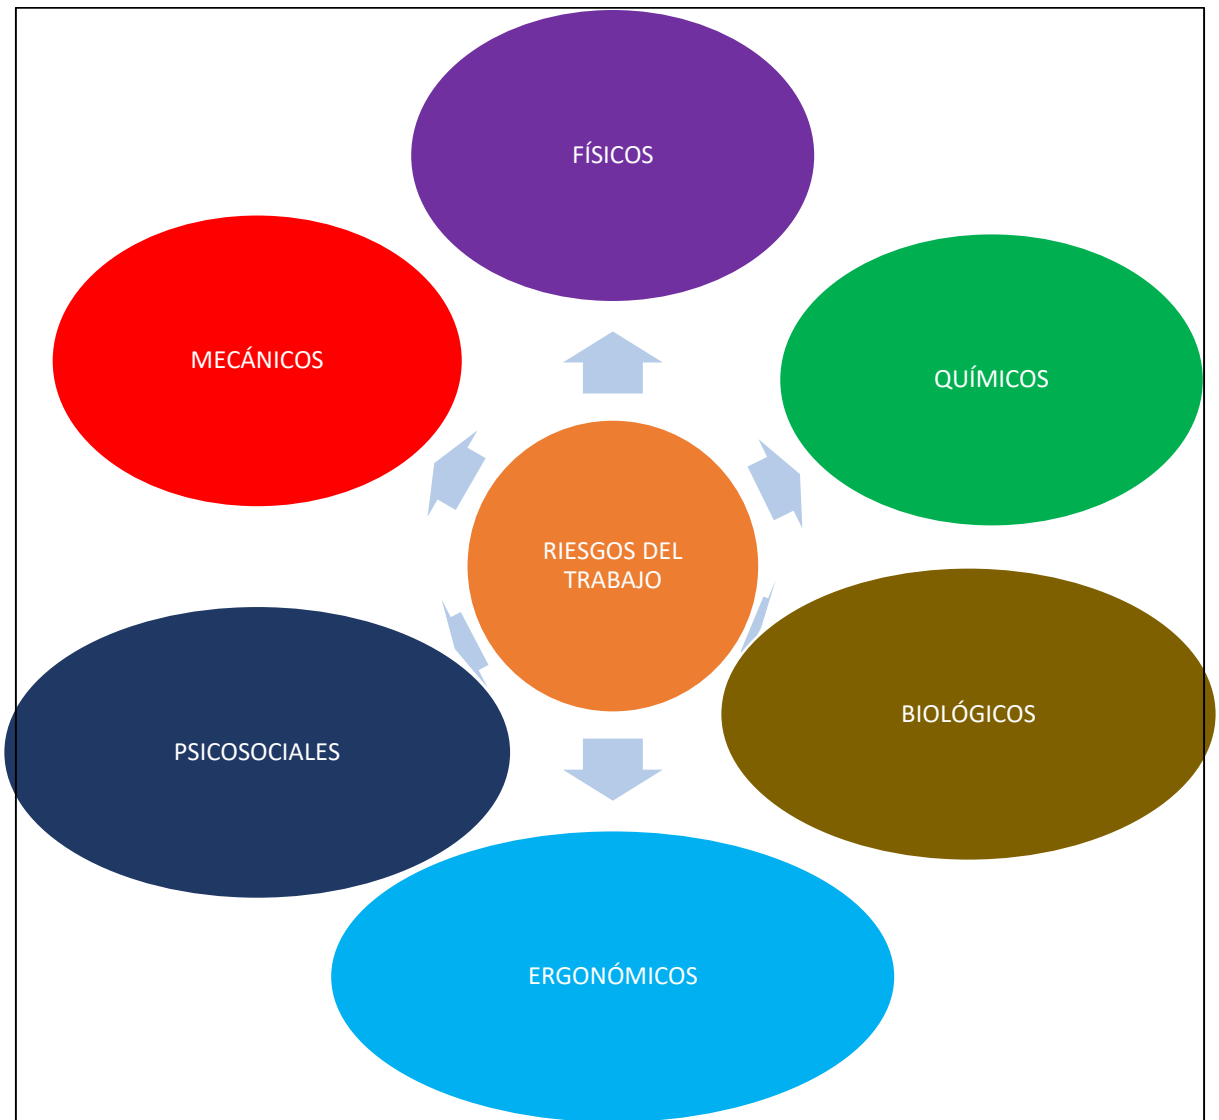 FÍSICOS
MECÁNICOS
QUÍMICOS
RIESGOS DEL
TRABAJO
BIOLÓGICOS
PSICOSOCIALES
ERGONÓMICOS